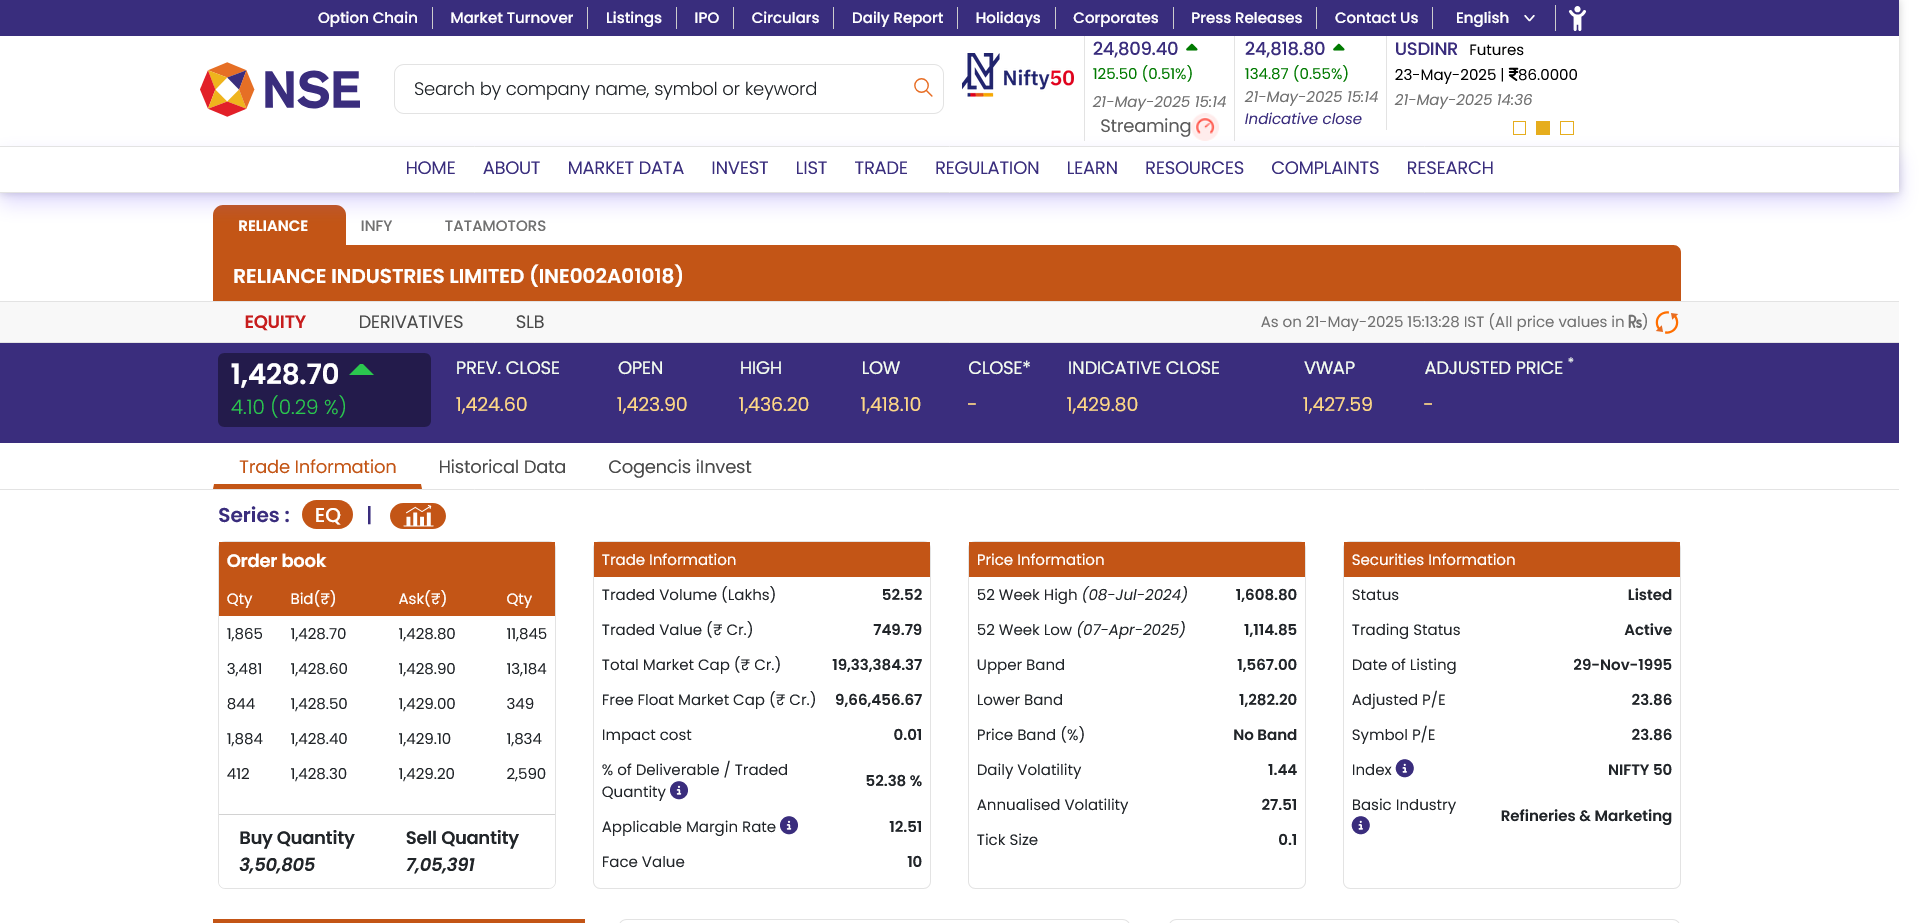 Option Chain Market Turnover Listings IPO Circulars Daily Report Holidays Corporates Press Releases Contact Us English
NSE
Search by company name, symbol or keyword
Nifty50
24,809.40
125.50 (0.51%)
21-May-2025 15:14
Streaming
24,818.80
134.87 (0.55%)
21-May-2025 15:14
Indicative close
USDINR Futures
23-May-2025 | ₹86.0000
21-May-2025 14:36
HOME ABOUT MARKET DATA INVEST LIST TRADE REGULATION LEARN RESOURCES COMPLAINTS RESEARCH
RELIANCE INFY TATAMOTORS
RELIANCE INDUSTRIES LIMITED (INE002A01018)
EQUITY DERIVATIVES SLB As on 21-May-2025 15:13:28 IST (All price values in ₨)
1,428.70
4.10 (0.29 %)
PREV. CLOSE OPEN HIGH LOW CLOSE* INDICATIVE CLOSE VWAP ADJUSTED PRICE *
1,424.60 1,423.90 1,436.20 1,418.10 - 1,429.80 1,427.59 -
Trade Information Historical Data Cogencis iInvest
Series : EQ |
Order book
Qty Bid(₹) Ask(₹) Qty
1,865 1,428.70 1,428.80 11,845
3,481 1,428.60 1,428.90 13,184
844 1,428.50 1,429.00 349
1,884 1,428.40 1,429.10 1,834
412 1,428.30 1,429.20 2,590
Buy Quantity Sell Quantity
3,50,805 7,05,391
Trade Information
Traded Volume (Lakhs) 52.52
Traded Value (₹ Cr.) 749.79
Total Market Cap (₹ Cr.) 19,33,384.37
Free Float Market Cap (₹ Cr.) 9,66,456.67
Impact cost 0.01
% of Deliverable / Traded
Quantity 52.38 %
Applicable Margin Rate 12.51
Face Value 10
Price Information
52 Week High (08-Jul-2024) 1,608.80
52 Week Low (07-Apr-2025) 1,114.85
Upper Band 1,567.00
Lower Band 1,282.20
Price Band (%) No Band
Daily Volatility 1.44
Annualised Volatility 27.51
Tick Size 0.1
Securities Information
Status Listed
Trading Status Active
Date of Listing 29-Nov-1995
Adjusted P/E 23.86
Symbol P/E 23.86
Index NIFTY 50
Basic Industry Refineries & Marketing